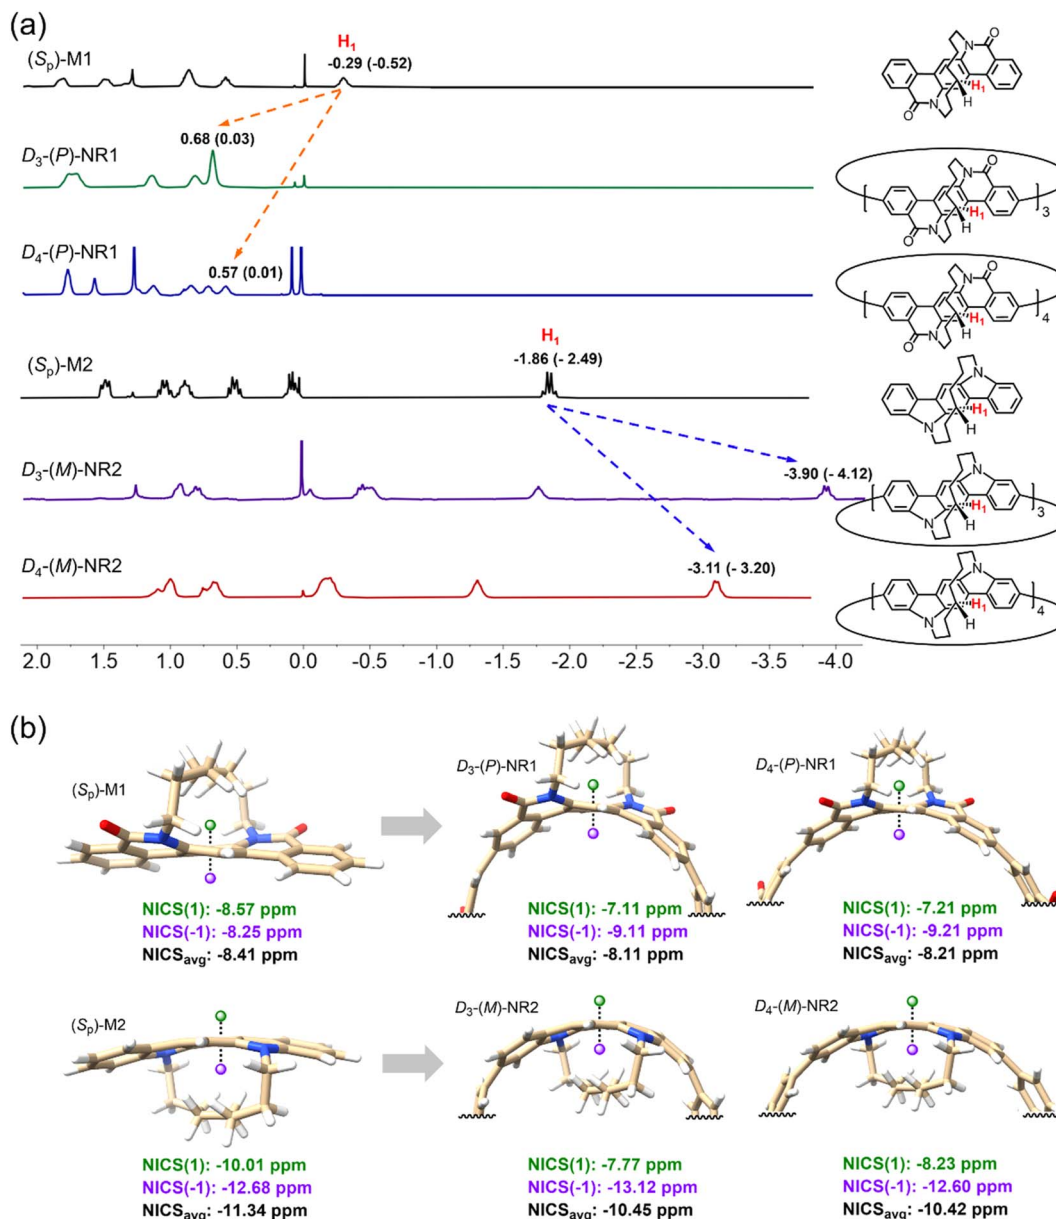 (a)
H1
(Sp)-M1
-0.29 (-0.52)
O
N
H1
H
N
O
0.68 (0.03)
D3-(P)-NR1
O
N
H1
H
N
O
3
D4-(P)-NR1
0.57 (0.01)
O
N
H1
H
N
O
4
H1
(Sp)-M2
-1.86 (- 2.49)
N
H1
H
N
D3-(M)-NR2
-3.90 (- 4.12)
N
H1
H
N
3
D4-(M)-NR2
-3.11 (- 3.20)
N
H1
H
N
4
2.0 1.5 1.0 0.5 0.0 -0.5 -1.0 -1.5 -2.0 -2.5 -3.0 -3.5 -4.0
(b)
(Sp)-M1
D3-(P)-NR1
D4-(P)-NR1
NICS(1): -8.57 ppm
NICS(-1): -8.25 ppm
NICSavg: -8.41 ppm
NICS(1): -7.11 ppm
NICS(-1): -9.11 ppm
NICSavg: -8.11 ppm
NICS(1): -7.21 ppm
NICS(-1): -9.21 ppm
NICSavg: -8.21 ppm
(Sp)-M2
D3-(M)-NR2
D4-(M)-NR2
NICS(1): -10.01 ppm
NICS(-1): -12.68 ppm
NICSavg: -11.34 ppm
NICS(1): -7.77 ppm
NICS(-1): -13.12 ppm
NICSavg: -10.45 ppm
NICS(1): -8.23 ppm
NICS(-1): -12.60 ppm
NICSavg: -10.42 ppm